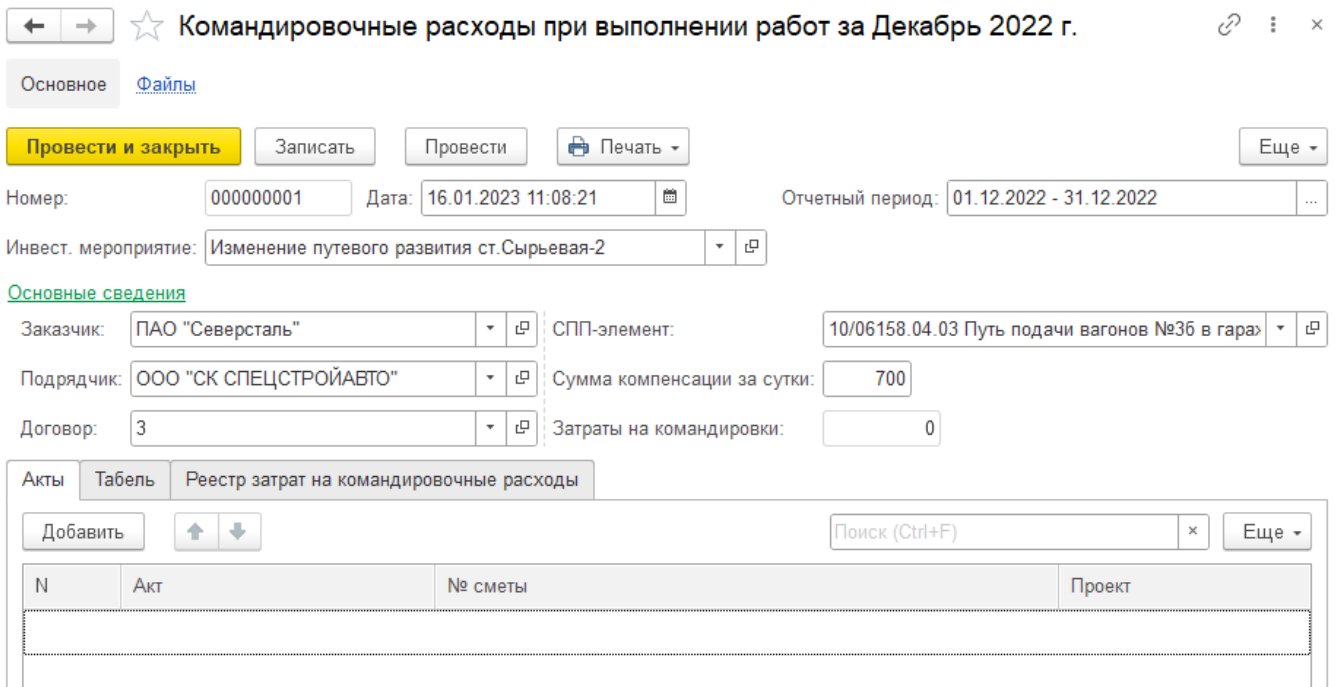 Командировочные расходы при выполнении работ за Декабрь 2022 г.
Основное Файлы
Провести и закрыть Записать Провести Печать Еще
Номер: 000000001 Дата: 16.01.2023 11:08:21 Отчетный период: 01.12.2022 - 31.12.2022 ...
Инвест. мероприятие: Изменение путевого развития ст.Сырьевая-2
Основные сведения
Заказчик: ПАО "Северсталь" СПП-элемент: 10/06158.04.03 Путь подачи вагонов №3б в гараж
Подрядчик: ООО "СК СПЕЦСТРОЙАВТО" Сумма компенсации за сутки: 700
Договор: 3 Затраты на командировки: 0
Акты Табель Реестр затрат на командировочные расходы
Добавить Поиск (Ctrl+F) × Еще
N Акт № сметы Проект